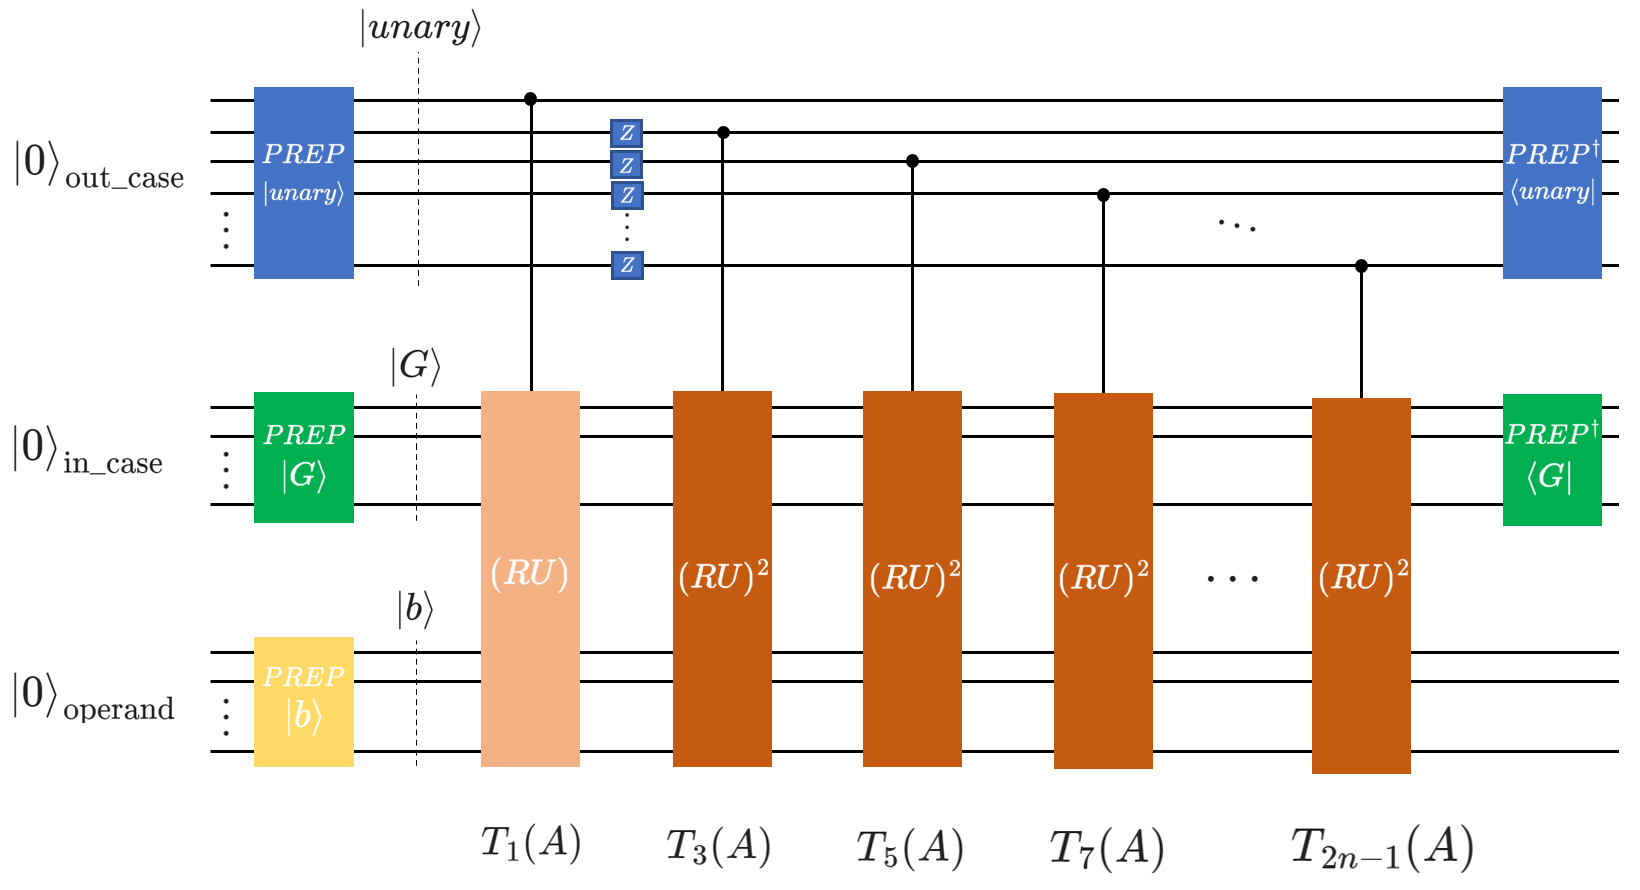 |unary⟩
|0⟩out_case
⋮
PREP
|unary⟩
Z
Z
Z
⋮
Z
⋱
PREP†
⟨unary|
|G⟩
|0⟩in_case
⋮
PREP
|G⟩
PREP†
⟨G|
(RU)
(RU)²
(RU)²
(RU)²
⋯
(RU)²
|b⟩
|0⟩operand
⋮
PREP
|b⟩
T₁(A)
T₃(A)
T₅(A)
T₇(A)
T₂ₙ₋₁(A)